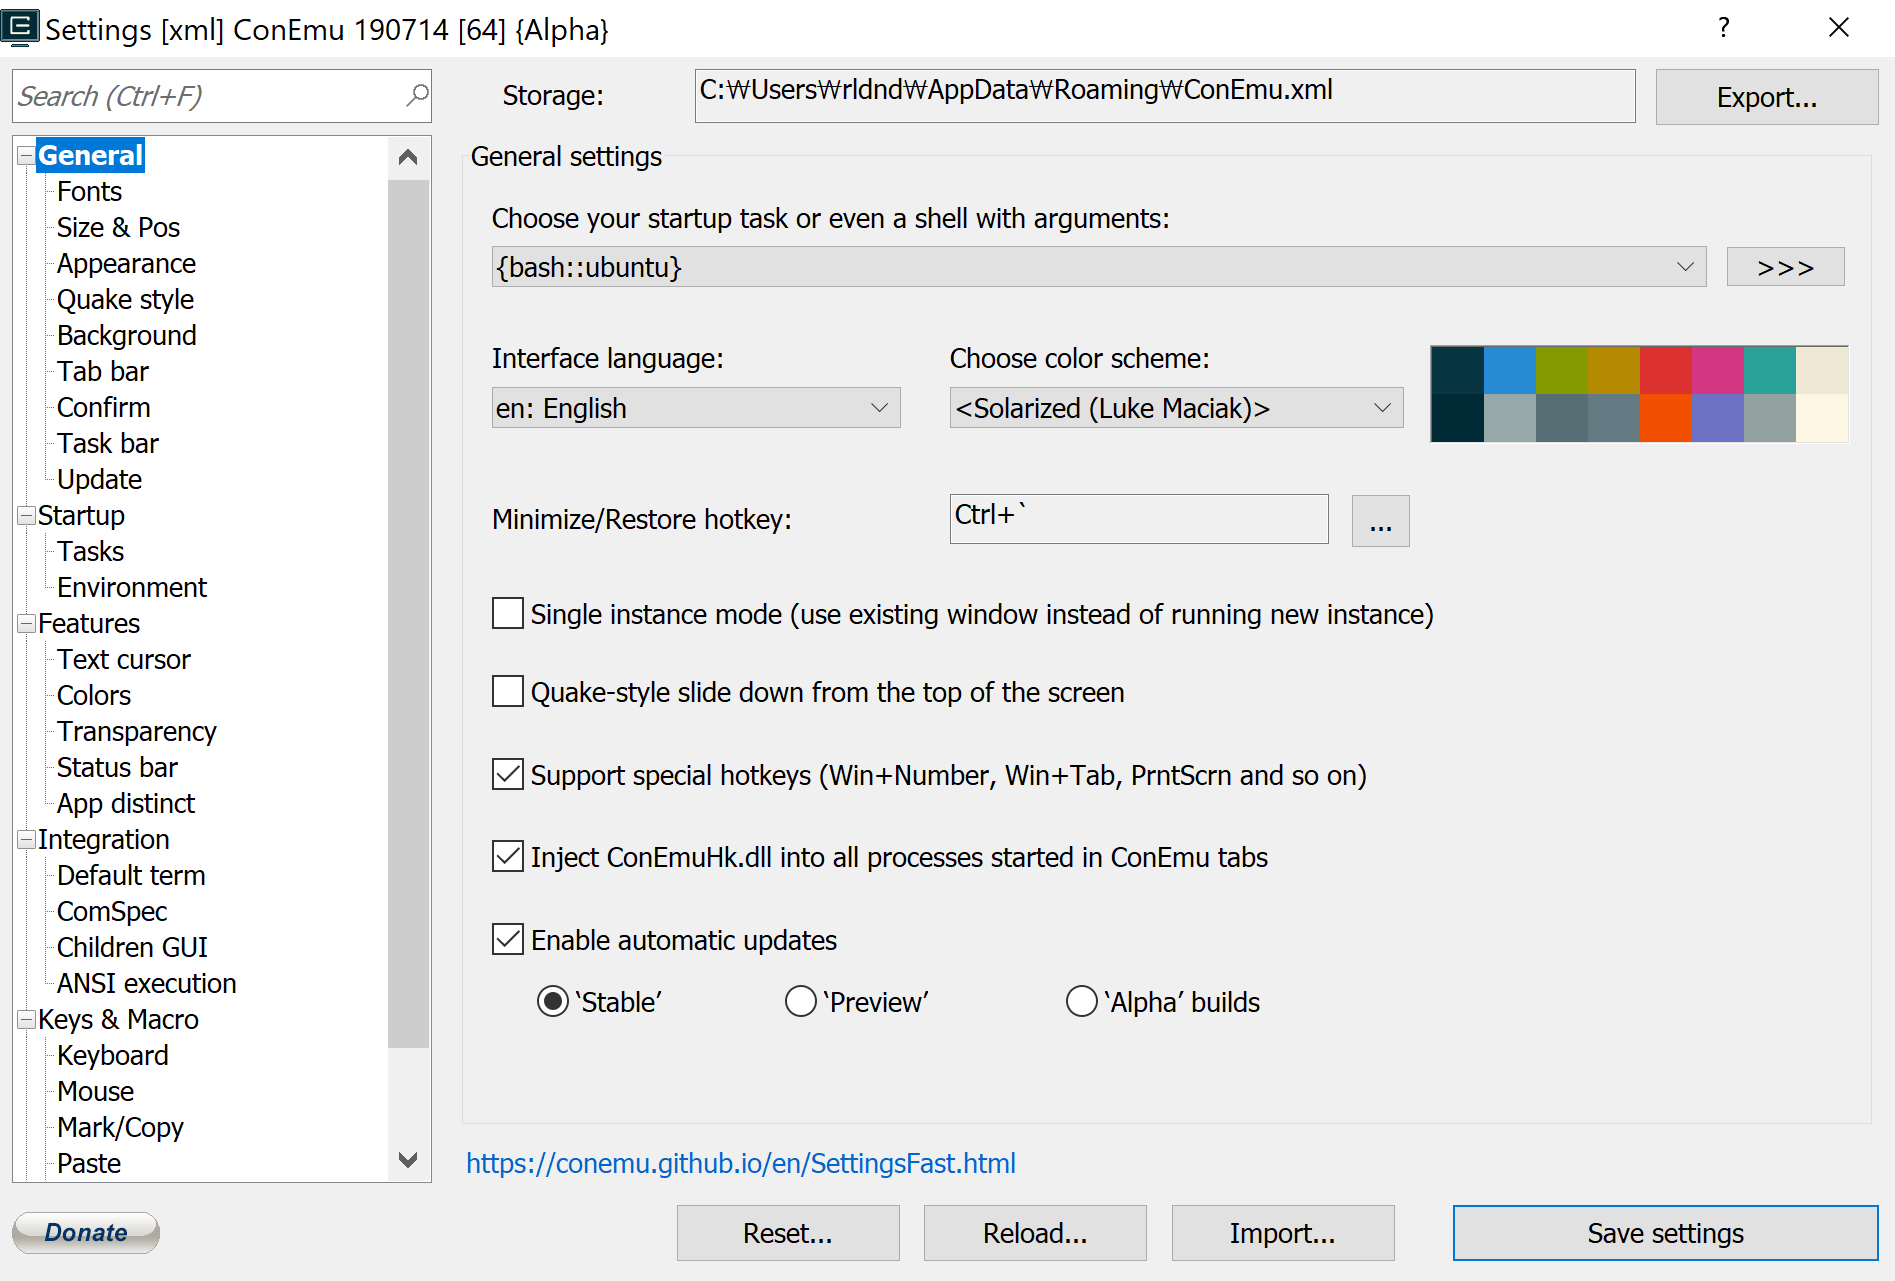 Settings [xml] ConEmu 190714 [64] {Alpha}
?
Search (Ctrl+F)
Storage:
C:₩Users₩rldnd₩AppData₩Roaming₩ConEmu.xml
Export...
General
Fonts
Size & Pos
Appearance
Quake style
Background
Tab bar
Confirm
Task bar
Update
Startup
Tasks
Environment
Features
Text cursor
Colors
Transparency
Status bar
App distinct
Integration
Default term
ComSpec
Children GUI
ANSI execution
Keys & Macro
Keyboard
Mouse
Mark/Copy
Paste
Donate
General settings
Choose your startup task or even a shell with arguments:
{bash::ubuntu}
>>>
Interface language:
Choose color scheme:
en: English
<Solarized (Luke Maciak)>
Minimize/Restore hotkey:
Ctrl+`
...
Single instance mode (use existing window instead of running new instance)
Quake-style slide down from the top of the screen
Support special hotkeys (Win+Number, Win+Tab, PrntScrn and so on)
Inject ConEmuHk.dll into all processes started in ConEmu tabs
Enable automatic updates
‘Stable’
‘Preview’
‘Alpha’ builds
https://conemu.github.io/en/SettingsFast.html
Reset...
Reload...
Import...
Save settings